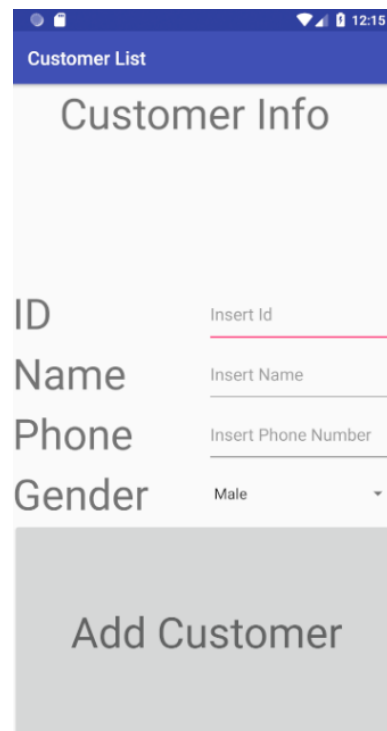 12:15
Customer List
Customer Info
ID Insert Id
Name Insert Name
Phone Insert Phone Number
Gender Male
Add Customer